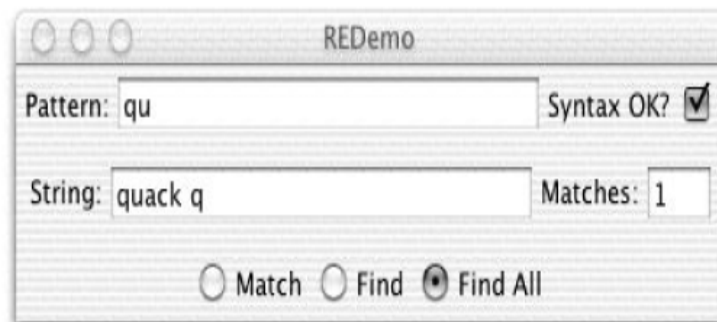 REDemo
Pattern: qu Syntax OK?
String: quack q Matches: 1
Match Find Find All